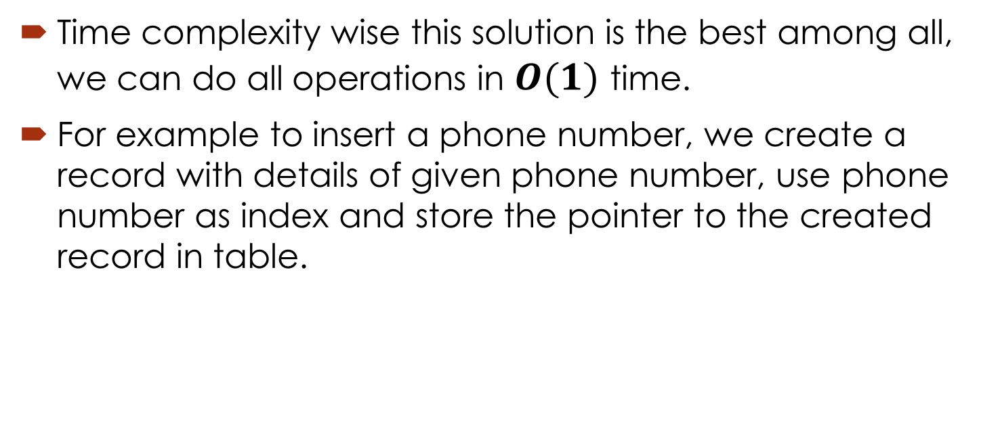 Time complexity wise this solution is the best among all,
we can do all operations in O(1) time.
For example to insert a phone number, we create a
record with details of given phone number, use phone
number as index and store the pointer to the created
record in table.